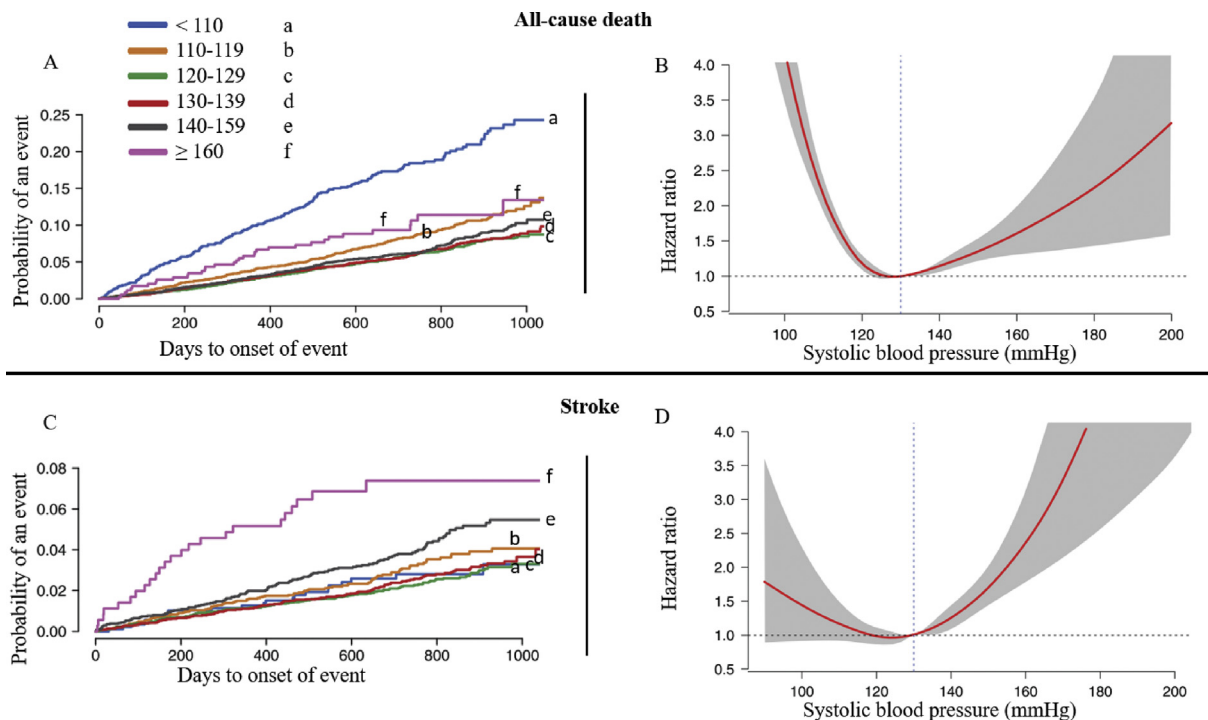 All-cause death
A
< 110 a
110-119 b
120-129 c
130-139 d
140-159 e
≥ 160 f
Probability of an event
0.25
0.20
0.15
0.10
0.05
0.00
a
f
f
b
e
d
c
0 200 400 600 800 1000
Days to onset of event
B
Hazard ratio
4.0
3.5
3.0
2.5
2.0
1.5
1.0
0.5
100 120 140 160 180 200
Systolic blood pressure (mmHg)
Stroke
C
Probability of an event
0.08
0.06
0.04
0.02
0.00
f
e
b
d
c
a
0 200 400 600 800 1000
Days to onset of event
D
Hazard ratio
4.0
3.5
3.0
2.5
2.0
1.5
1.0
0.5
100 120 140 160 180 200
Systolic blood pressure (mmHg)